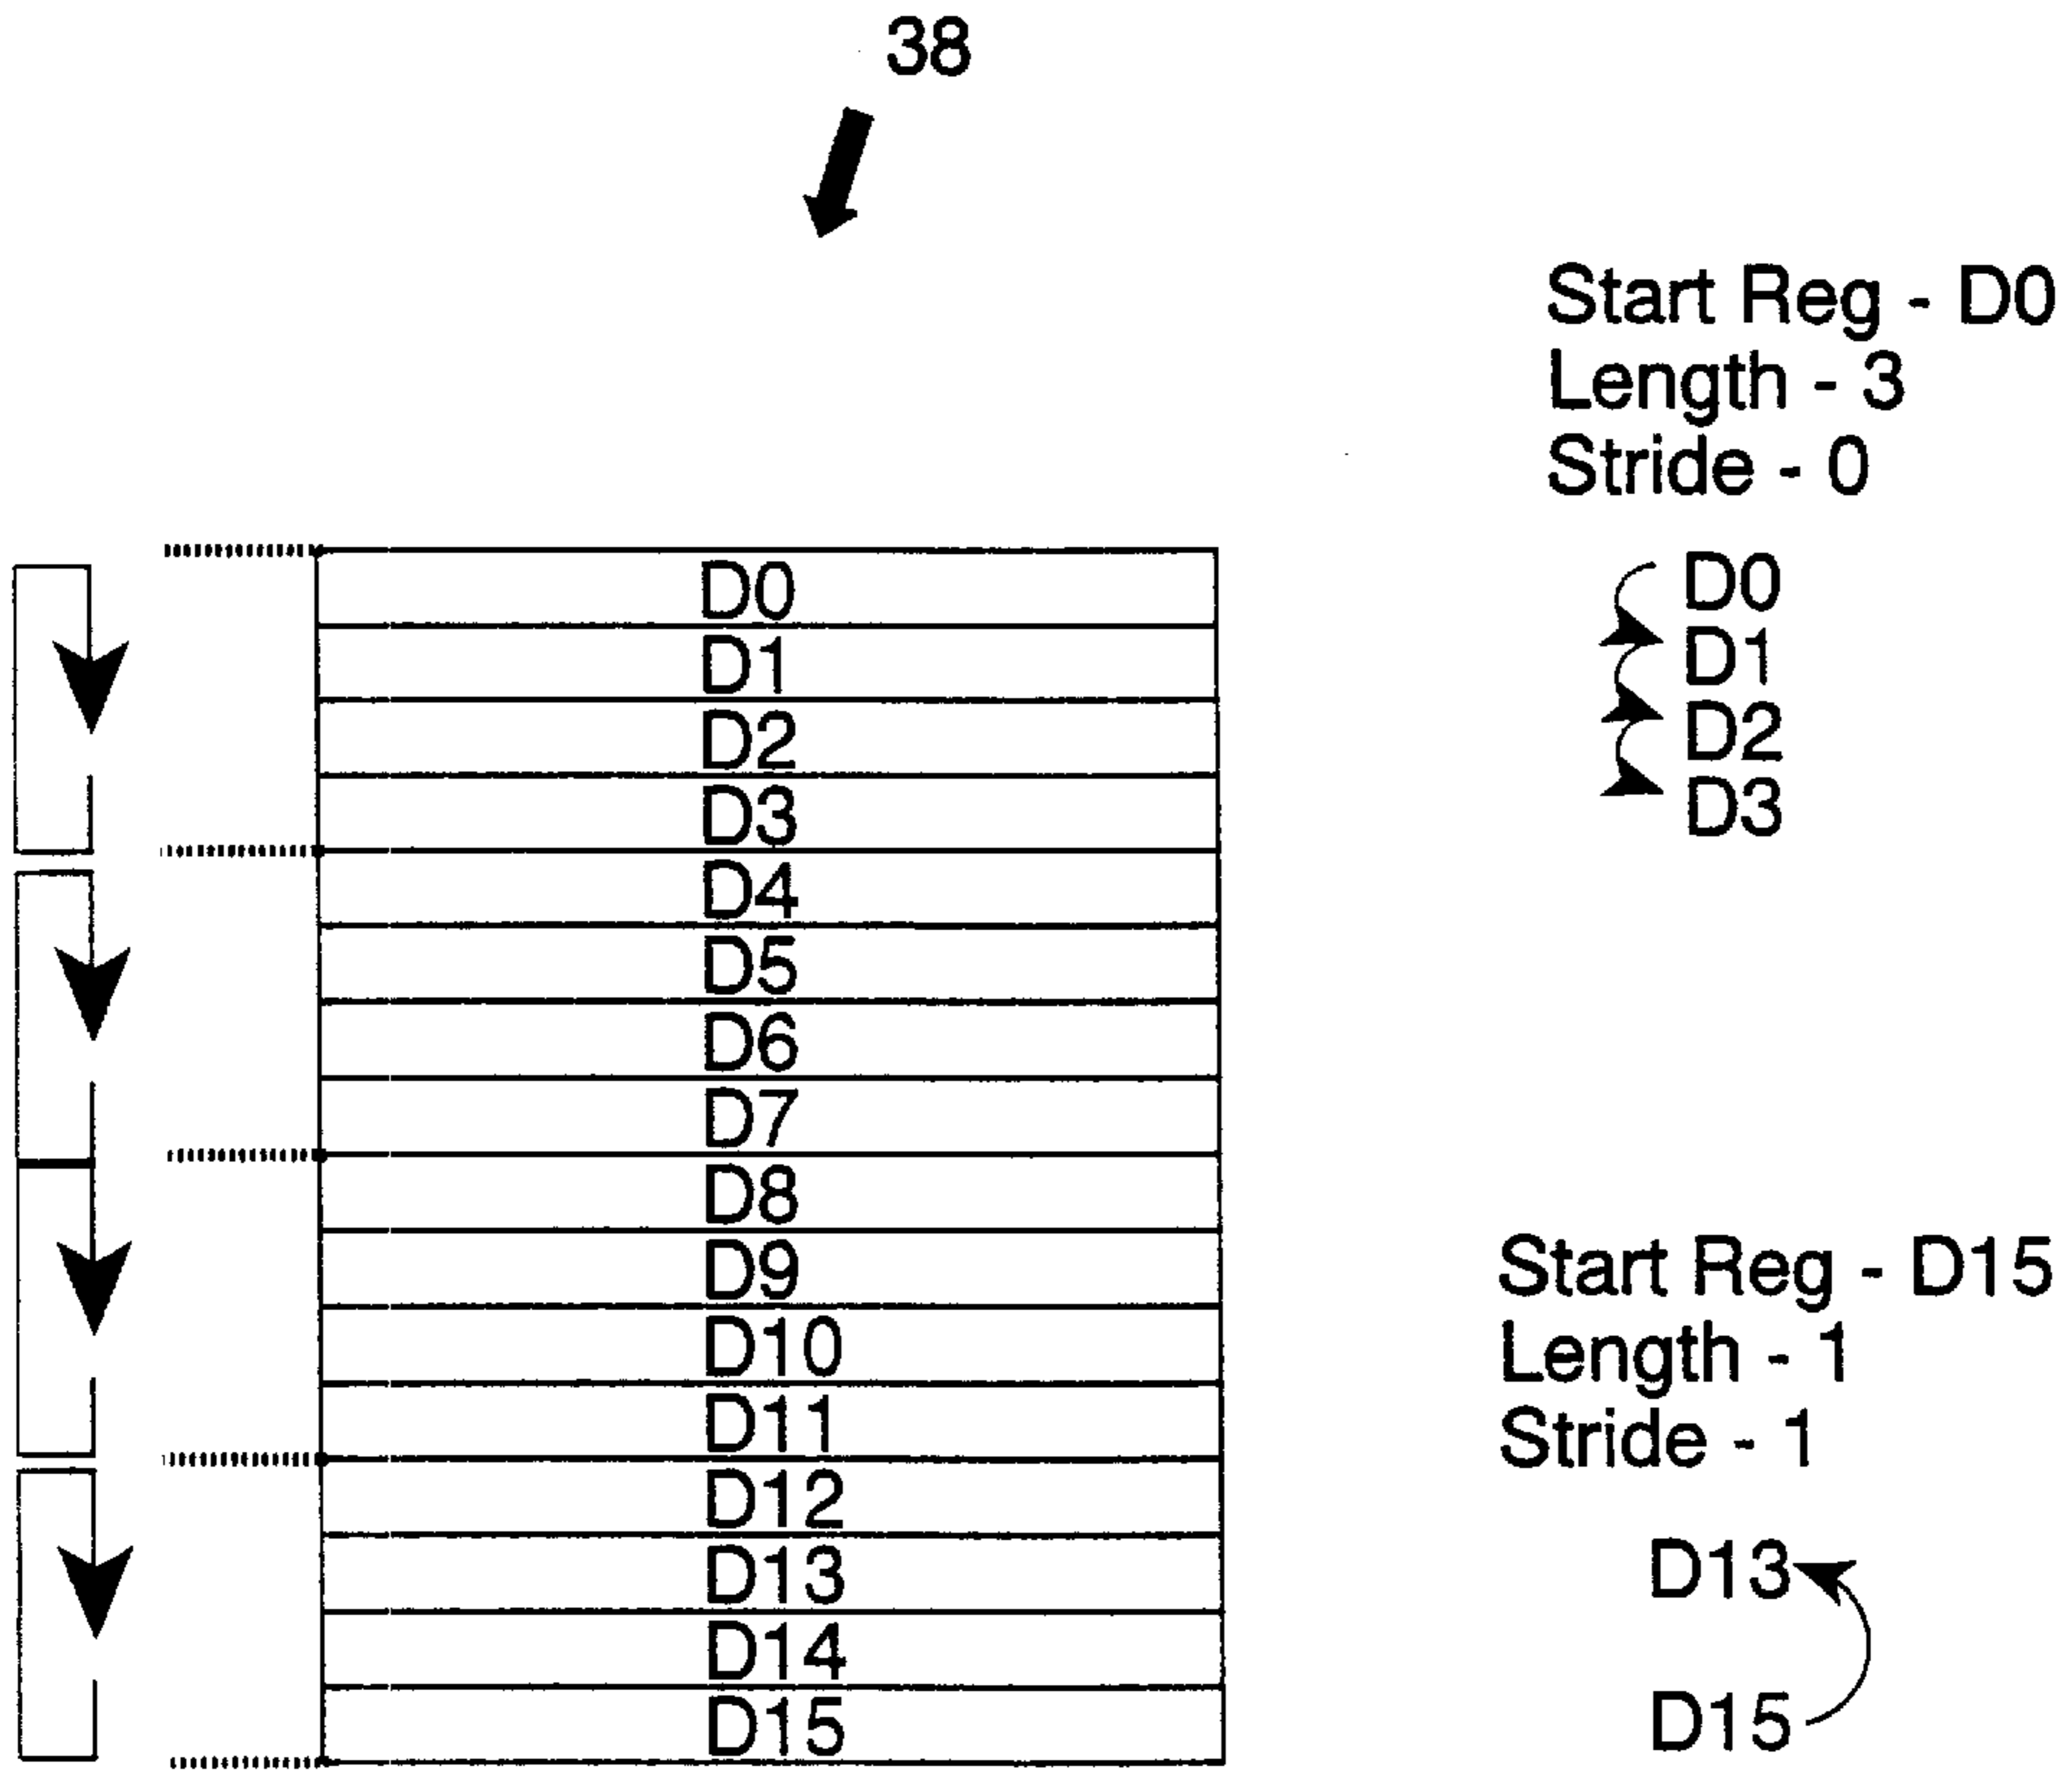 38
Start Reg - D0
Length - 3
Stride - 0
D0
D1
D2
D3
D4
D5
D6
D7
D8
D9
D10
D11
D12
D13
D14
D15
D0
D1
D2
D3
Start Reg - D15
Length - 1
Stride - 1
D13
D15